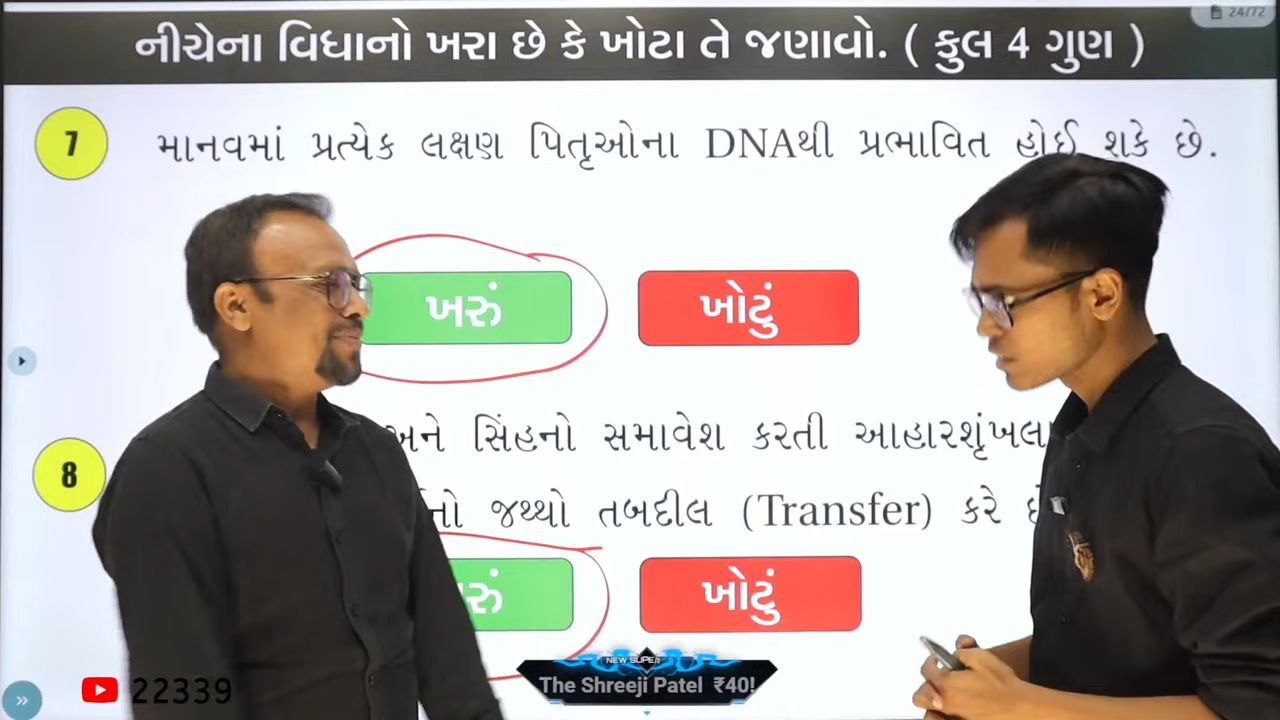 24/72
નીચેના વિધાનો ખરા છે કે ખોટા તે જણાવો. ( કુલ 4 ગુણ )
7
માનવમાં પ્રત્યેક લક્ષણ પિતૃઓના DNAથી પ્રભાવિત હોઈ શકે છે.
ખરું
ખોટું
8
અને સિંહનો સમાવેશ કરતી આહારશૃંખલા
જથ્થો તબદીલ (Transfer) કરે
ખોટું
NEW SUPER
The Shreeji Patel ₹40!
22339